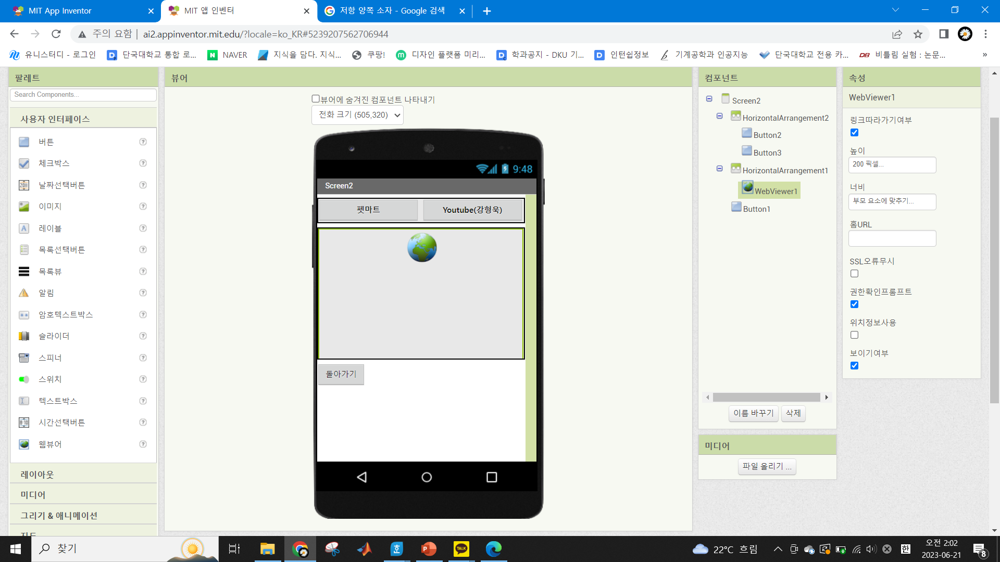 MIT App Inventor
MIT 앱 인벤터
저항 양쪽 소자 - Google 검색
주의 요함
ai2.appinventor.mit.edu/?locale=ko_KR#5239207562706944
유니스터디 - 로그인
단국대학교 통합 로...
NAVER
지식을 담다. 지식...
쿠팡!
디자인 플랫폼 미리...
학과공지 - DKU 기...
인턴쉽정보
기계공학과 인공지능
단국대학교 전용 카...
DB
비틀림 실험 : 논문...
»
팔레트
Search Components...
사용자 인터페이스
버튼
체크박스
날짜선택버튼
이미지
레이블
목록선택버튼
목록뷰
알림
암호텍스트박스
슬라이더
스피너
스위치
텍스트박스
시간선택버튼
웹뷰어
레이아웃
미디어
그리기 & 애니메이션
뷰어
뷰어에 숨겨진 컴포넌트 나타내기
전화 크기 (505,320)
9:48
Screen2
펫마트
Youtube(강형욱)
돌아가기
컴포넌트
Screen2
HorizontalArrangement2
Button2
Button3
HorizontalArrangement1
WebViewer1
Button1
이름 바꾸기
삭제
미디어
파일 올리기 ...
속성
WebViewer1
링크따라가기여부
높이
200 픽셀...
너비
부모 요소에 맞추기...
홈URL
SSL오류무시
권한확인프롬프트
위치정보사용
보이기여부
찾기
TALK
22°C 흐림
한
오전 2:02
2023-06-21
8